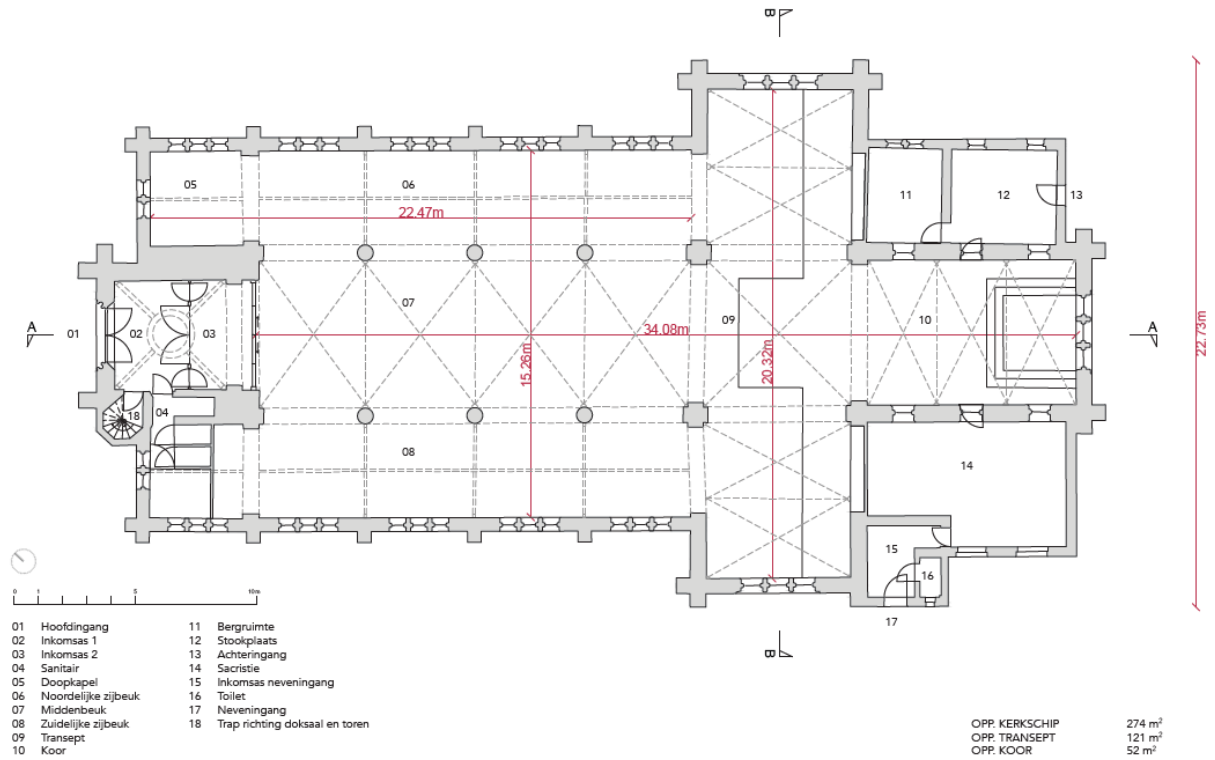 B
05
06
11
12
13
22.47m
07
A
01
02
03
34.08m
09
10
A
22.73m
15.26m
20.32m
18
04
08
14
15
16
17
B
0 1 5 10m
01 Hoofdingang
02 Inkomsas 1
03 Inkomsas 2
04 Sanitair
05 Doopkapel
06 Noordelijke zijbeuk
07 Middenbeuk
08 Zuidelijke zijbeuk
09 Transept
10 Koor
11 Bergruimte
12 Stookplaats
13 Achteringang
14 Sacristie
15 Inkomsas neveningang
16 Toilet
17 Neveningang
18 Trap richting doksaal en toren
OPP. KERKSCHIP 274 m²
OPP. TRANSEPT 121 m²
OPP. KOOR 52 m²